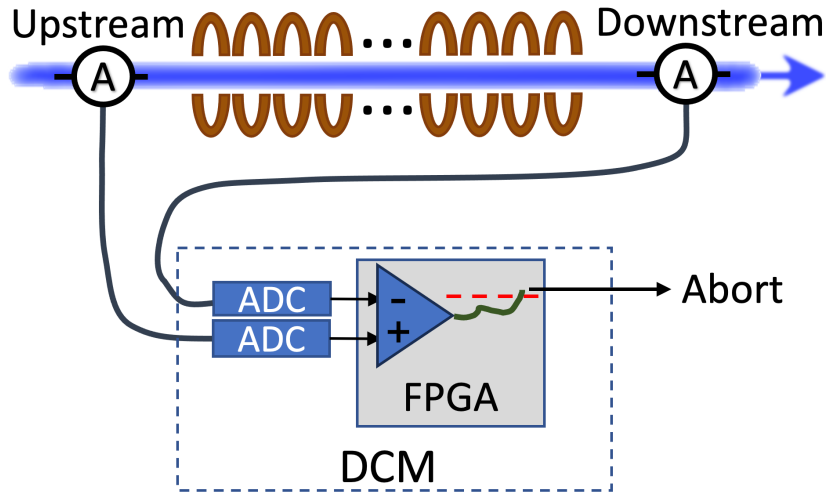 Upstream
Downstream
A
A
...
...
ADC
-
ADC
+
FPGA
DCM
Abort